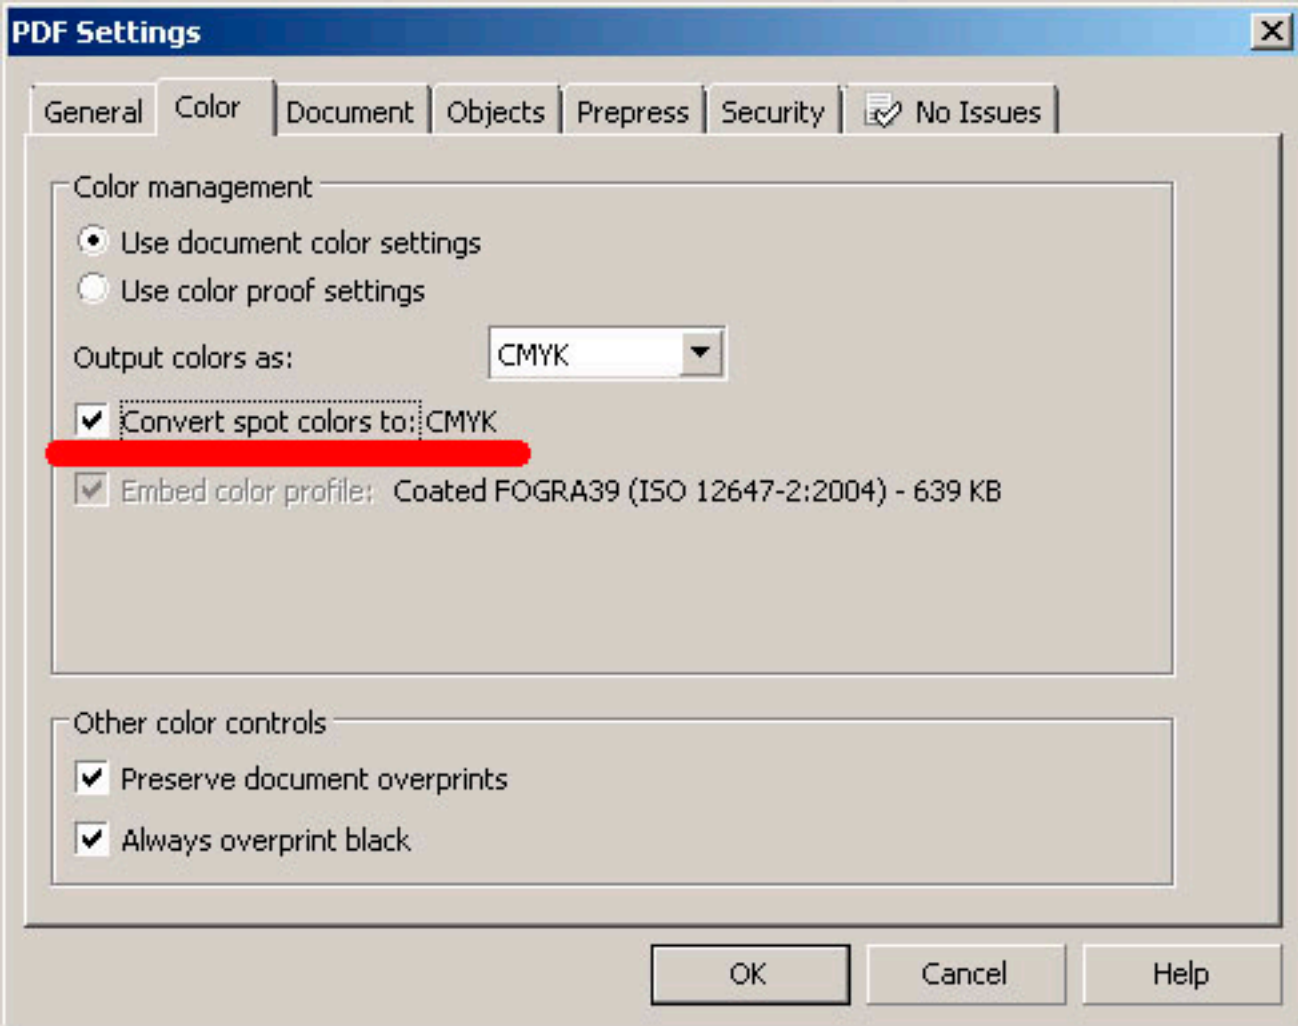 PDF Settings
General Color Document Objects Prepress Security No Issues
Color management
Use document color settings
Use color proof settings
Output colors as: CMYK
Convert spot colors to: CMYK
Embed color profile: Coated FOGRA39 (ISO 12647-2:2004) - 639 KB
Other color controls
Preserve document overprints
Always overprint black
OK Cancel Help